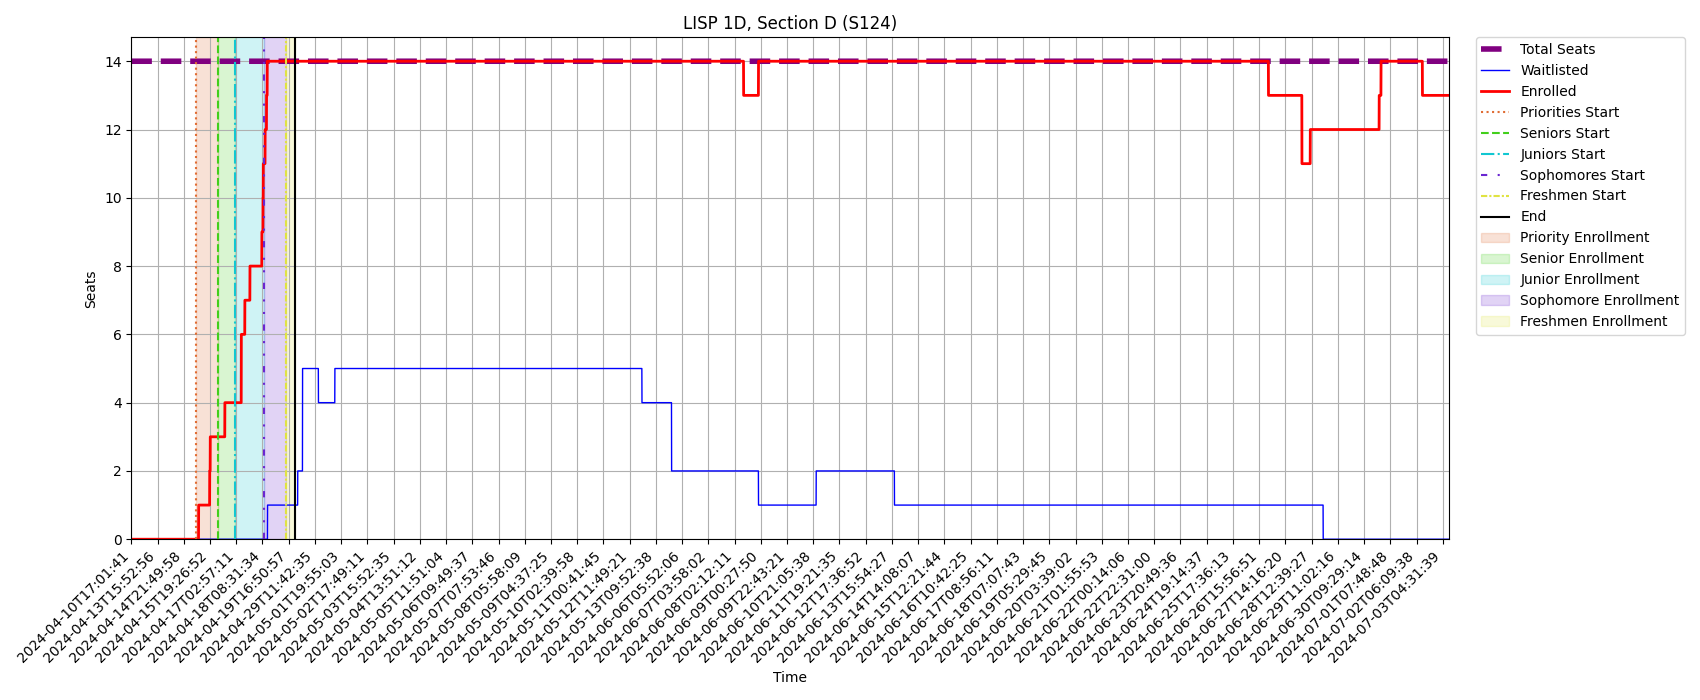 LISP 1D, Section D (S124)
14
12
10
8
6
4
2
0
Seats
2024-04-10T17:01:41
2024-04-13T15:52:56
2024-04-14T21:49:58
2024-04-15T19:26:52
2024-04-17T02:57:11
2024-04-18T08:31:34
2024-04-19T16:50:57
2024-04-29T11:42:35
2024-05-01T19:55:03
2024-05-02T17:49:11
2024-05-03T15:52:35
2024-05-04T13:51:12
2024-05-05T11:51:04
2024-05-06T09:49:37
2024-05-07T07:53:46
2024-05-08T05:58:09
2024-05-09T04:37:25
2024-05-10T02:39:58
2024-05-11T00:41:45
2024-05-12T11:49:21
2024-05-13T09:52:38
2024-06-06T05:52:06
2024-06-07T03:58:02
2024-06-08T02:12:11
2024-06-09T00:27:50
2024-06-09T22:43:21
2024-06-10T21:05:38
2024-06-11T19:21:35
2024-06-12T17:36:52
2024-06-13T15:54:27
2024-06-14T14:08:07
2024-06-15T12:21:44
2024-06-16T10:42:25
2024-06-17T08:56:11
2024-06-18T07:07:43
2024-06-19T05:29:45
2024-06-20T03:39:02
2024-06-21T01:55:53
2024-06-22T00:14:06
2024-06-22T22:31:00
2024-06-23T20:49:36
2024-06-24T19:14:37
2024-06-25T17:36:13
2024-06-26T15:56:51
2024-06-27T14:16:20
2024-06-28T12:39:27
2024-06-29T11:02:16
2024-06-30T09:29:14
2024-07-01T07:48:48
2024-07-02T06:09:38
2024-07-03T04:31:39
Time
Total Seats
Waitlisted
Enrolled
Priorities Start
Seniors Start
Juniors Start
Sophomores Start
Freshmen Start
End
Priority Enrollment
Senior Enrollment
Junior Enrollment
Sophomore Enrollment
Freshmen Enrollment